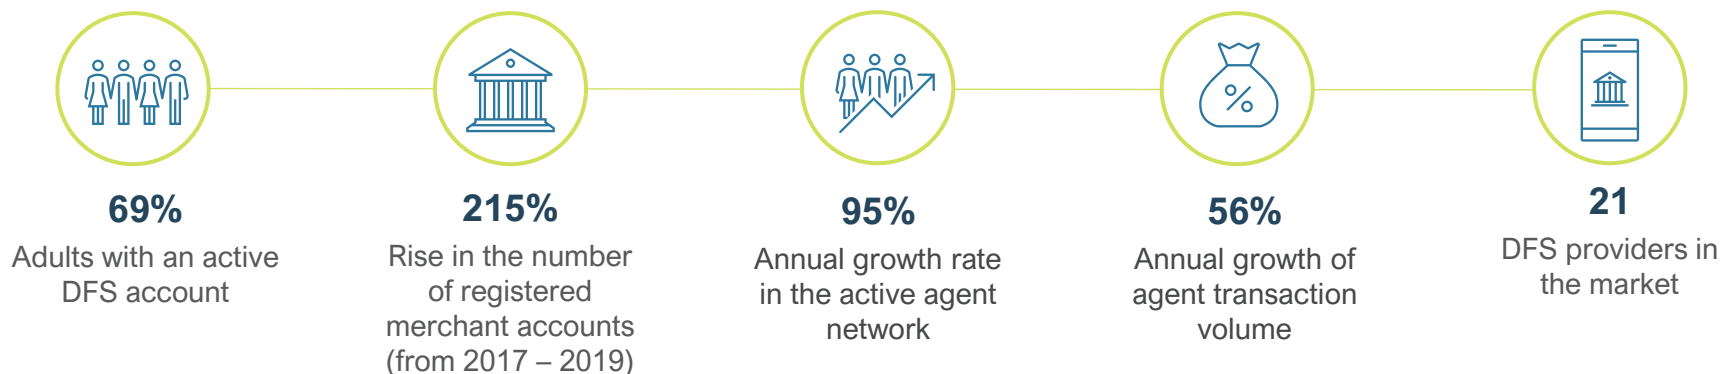 69%
Adults with an active
DFS account
215%
Rise in the number
of registered
merchant accounts
(from 2017 – 2019)
95%
Annual growth rate
in the active agent
network
56%
Annual growth of
agent transaction
volume
21
DFS providers in
the market